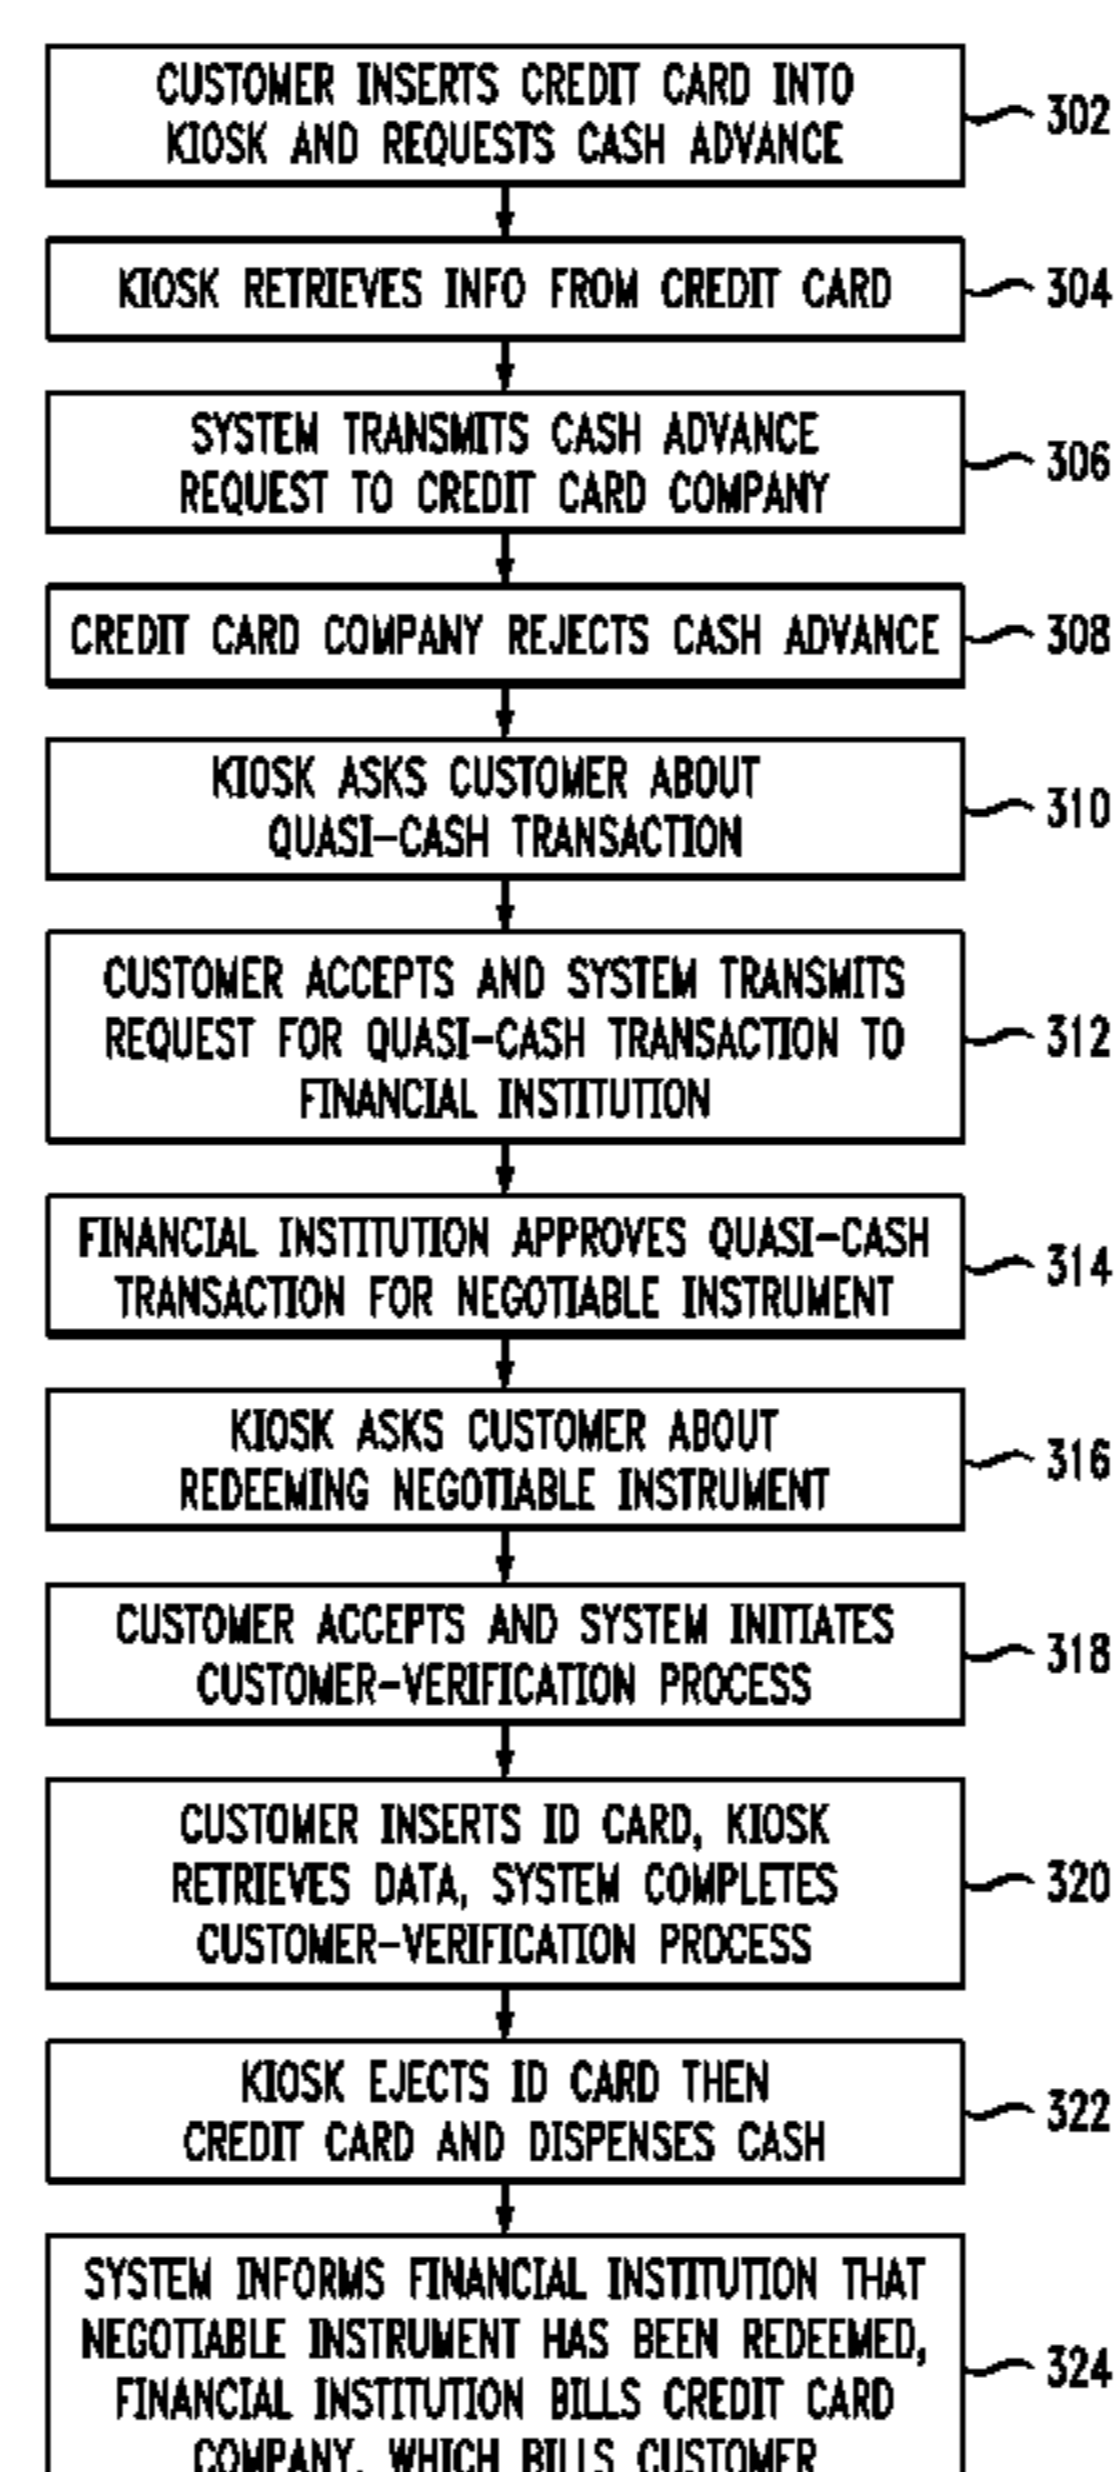 CUSTOMER INSERTS CREDIT CARD INTO
KIOSK AND REQUESTS CASH ADVANCE
302
KIOSK RETRIEVES INFO FROM CREDIT CARD
304
SYSTEM TRANSMITS CASH ADVANCE
REQUEST TO CREDIT CARD COMPANY
306
CREDIT CARD COMPANY REJECTS CASH ADVANCE
308
KIOSK ASKS CUSTOMER ABOUT
QUASI-CASH TRANSACTION
310
CUSTOMER ACCEPTS AND SYSTEM TRANSMITS
REQUEST FOR QUASI-CASH TRANSACTION TO
FINANCIAL INSTITUTION
312
FINANCIAL INSTITUTION APPROVES QUASI-CASH
TRANSACTION FOR NEGOTIABLE INSTRUMENT
314
KIOSK ASKS CUSTOMER ABOUT
REDEEMING NEGOTIABLE INSTRUMENT
316
CUSTOMER ACCEPTS AND SYSTEM INITIATES
CUSTOMER-VERIFICATION PROCESS
318
CUSTOMER INSERTS ID CARD, KIOSK
RETRIEVES DATA, SYSTEM COMPLETES
CUSTOMER-VERIFICATION PROCESS
320
KIOSK EJECTS ID CARD THEN
CREDIT CARD AND DISPENSES CASH
322
SYSTEM INFORMS FINANCIAL INSTITUTION THAT
NEGOTIABLE INSTRUMENT HAS BEEN REDEEMED,
FINANCIAL INSTITUTION BILLS CREDIT CARD
COMPANY, WHICH BILLS CUSTOMER
324